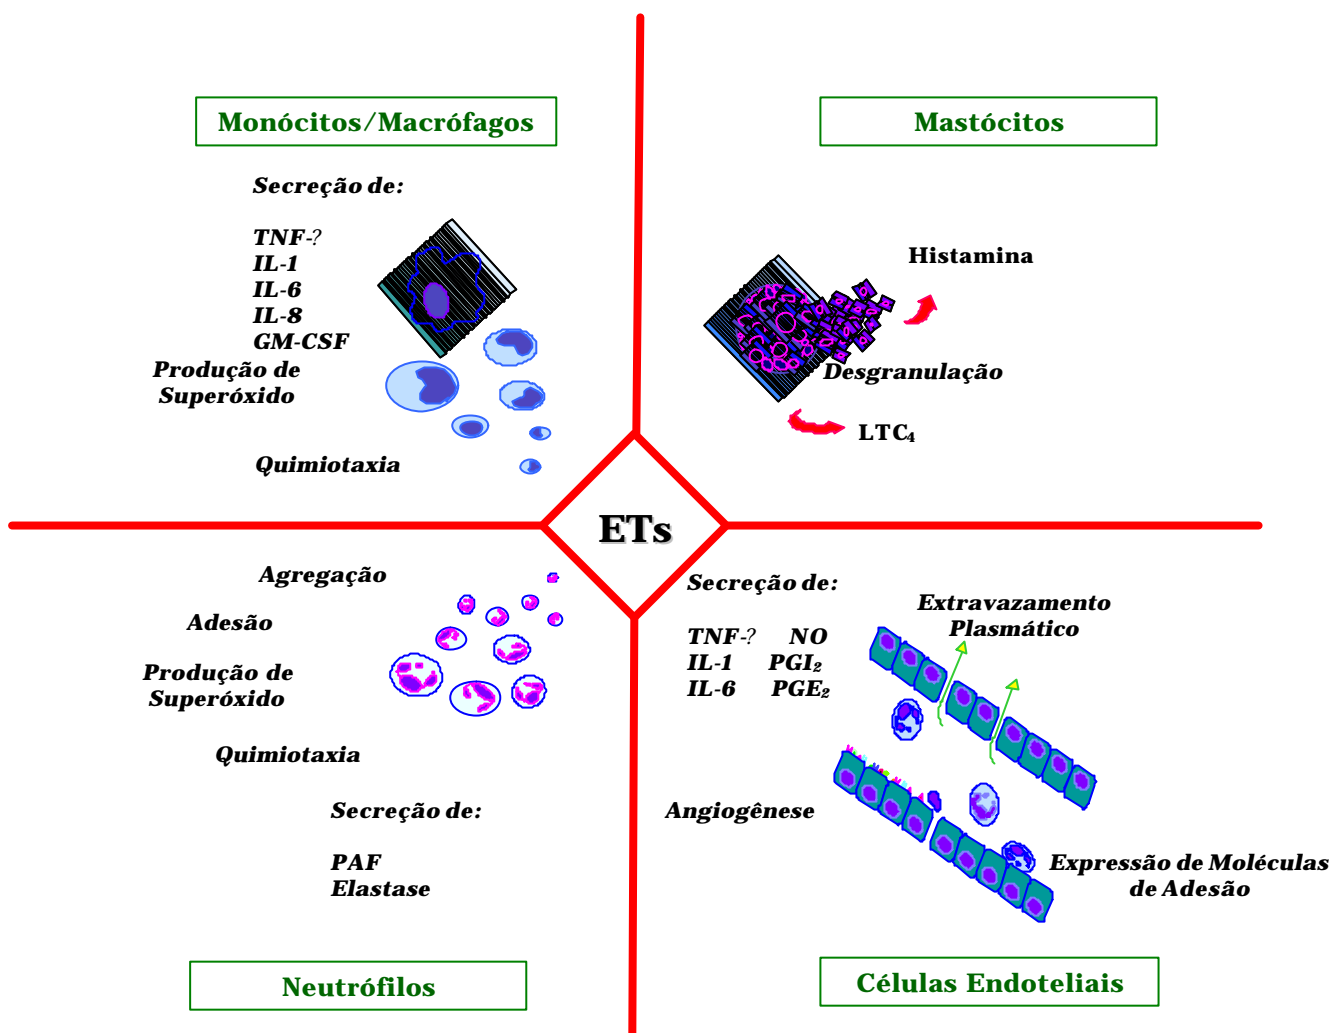 Monócitos/Macrófagos
Secreção de:
TNF-?
IL-1
IL-6
IL-8
GM-CSF
Produção de
Superóxido
Quimiotaxia
Mastócitos
Histamina
Desgranulação
LTC₄
ETs
Agregação
Adesão
Produção de
Superóxido
Quimiotaxia
Secreção de:
PAF
Elastase
Neutrófilos
Secreção de:
TNF-? NO
IL-1 PGI₂
IL-6 PGE₂
Extravazamento
Plasmático
Angiogênese
Expressão de Moléculas
de Adesão
Células Endoteliais